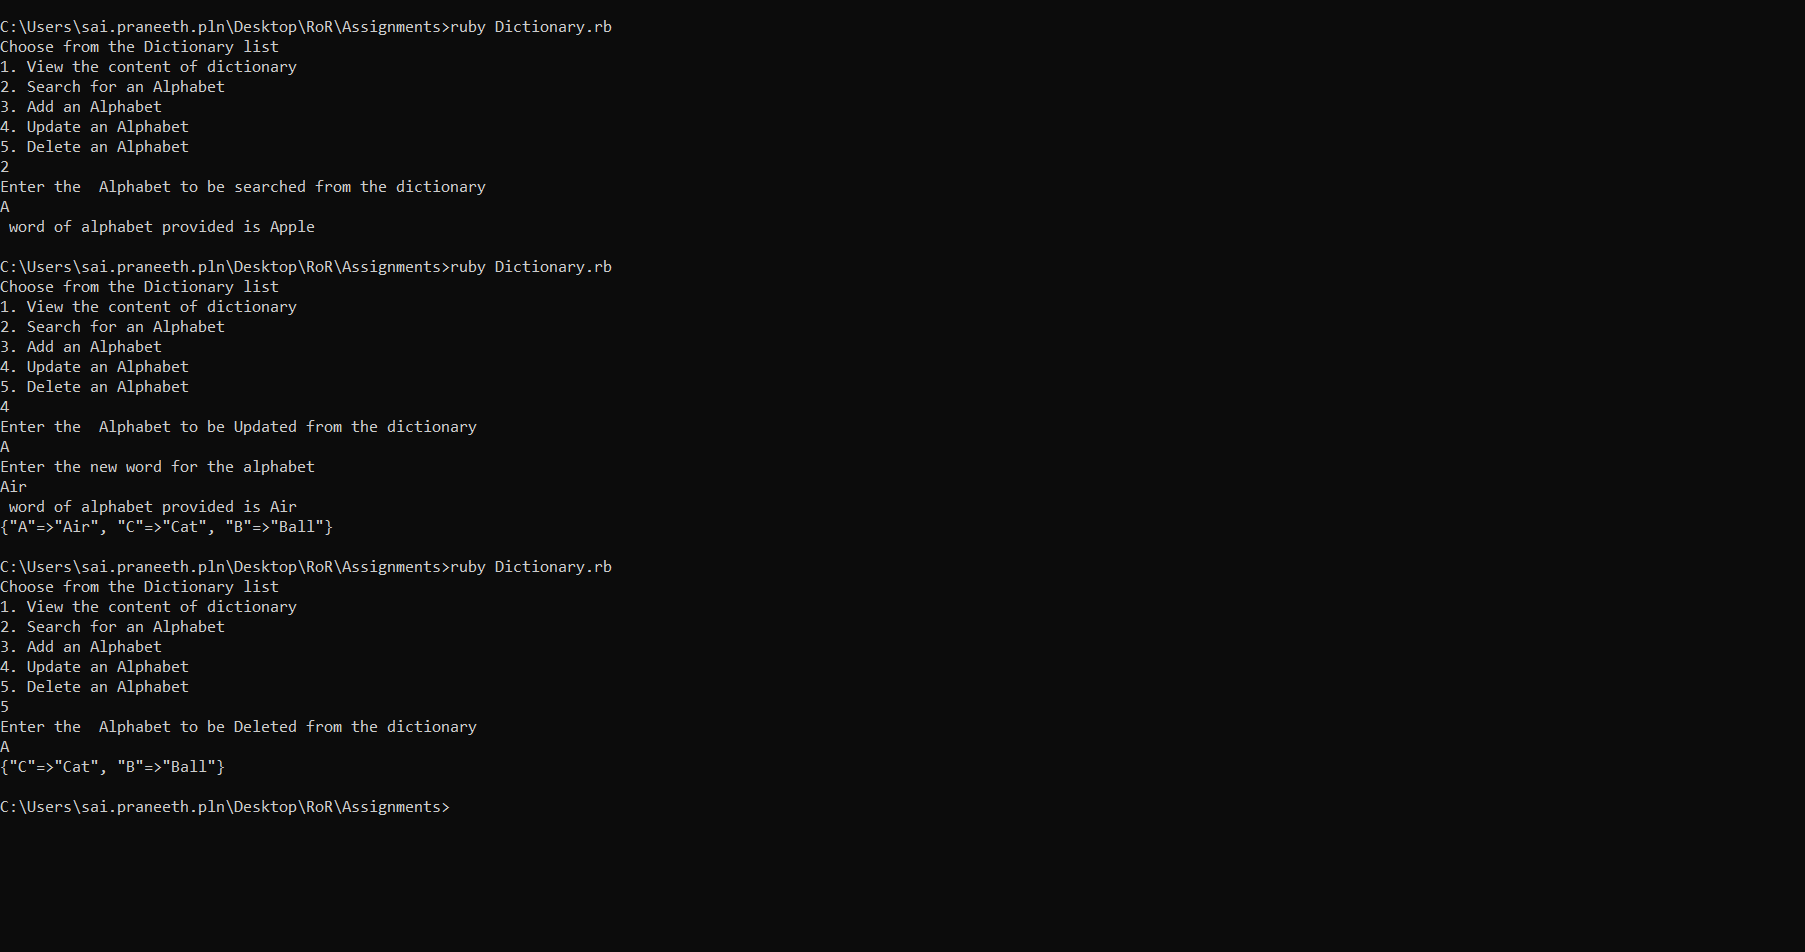 C:\Users\sai.praneeth.pln\Desktop\RoR\Assignments>ruby Dictionary.rb
Choose from the Dictionary list
1. View the content of dictionary
2. Search for an Alphabet
3. Add an Alphabet
4. Update an Alphabet
5. Delete an Alphabet
2
Enter the  Alphabet to be searched from the dictionary
A
 word of alphabet provided is Apple
C:\Users\sai.praneeth.pln\Desktop\RoR\Assignments>ruby Dictionary.rb
Choose from the Dictionary list
1. View the content of dictionary
2. Search for an Alphabet
3. Add an Alphabet
4. Update an Alphabet
5. Delete an Alphabet
4
Enter the  Alphabet to be Updated from the dictionary
A
Enter the new word for the alphabet
Air
 word of alphabet provided is Air
{"A"=>"Air", "C"=>"Cat", "B"=>"Ball"}
C:\Users\sai.praneeth.pln\Desktop\RoR\Assignments>ruby Dictionary.rb
Choose from the Dictionary list
1. View the content of dictionary
2. Search for an Alphabet
3. Add an Alphabet
4. Update an Alphabet
5. Delete an Alphabet
5
Enter the  Alphabet to be Deleted from the dictionary
A
{"C"=>"Cat", "B"=>"Ball"}
C:\Users\sai.praneeth.pln\Desktop\RoR\Assignments>